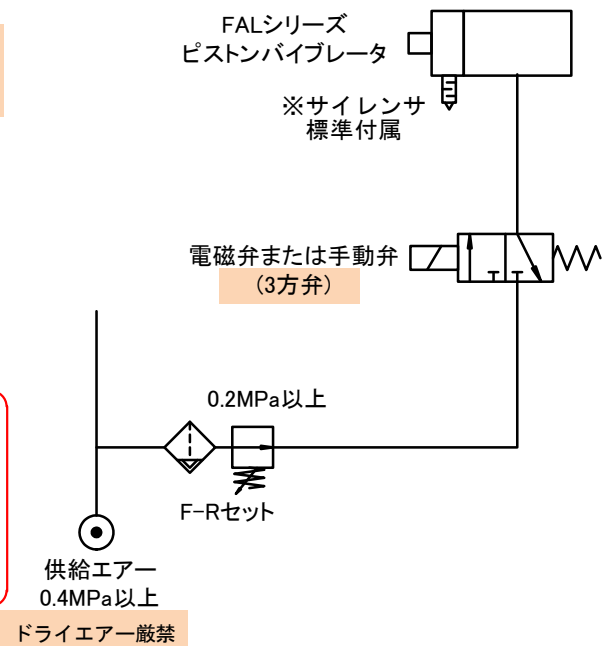 FALシリーズ
ピストンバイブレータ
※サイレンサ
標準付属
電磁弁または手動弁
（3方弁）
0.2MPa以上
F-Rセット
供給エアー
0.4MPa以上
ドライエアー厳禁